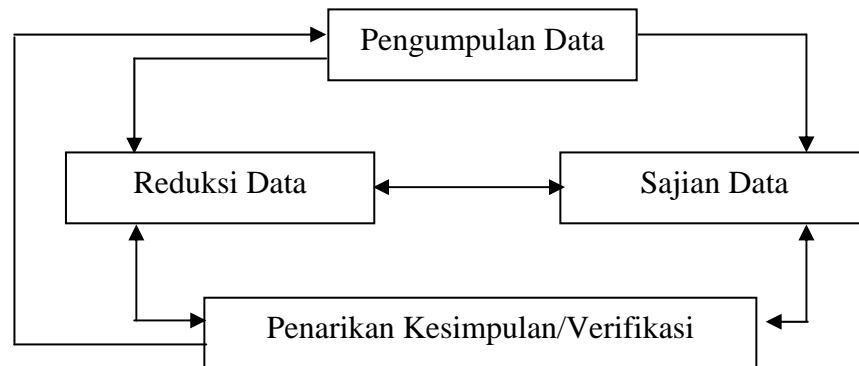 Pengumpulan Data
Reduksi Data
Sajian Data
Penarikan Kesimpulan/Verifikasi